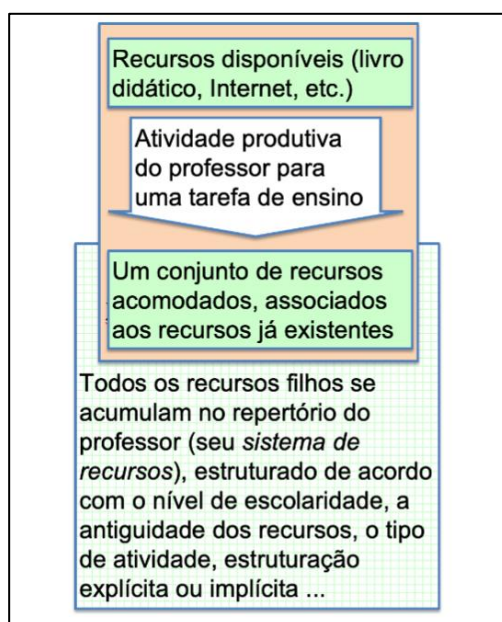 Recursos disponíveis (livro
didático, Internet, etc.)
Atividade produtiva
do professor para
uma tarefa de ensino
Um conjunto de recursos
acomodados, associados
aos recursos já existentes
Todos os recursos filhos se
acumulam no repertório do
professor (seu sistema de
recursos), estruturado de acordo
com o nível de escolaridade, a
antiguidade dos recursos, o tipo
de atividade, estruturação
explícita ou implícita ...